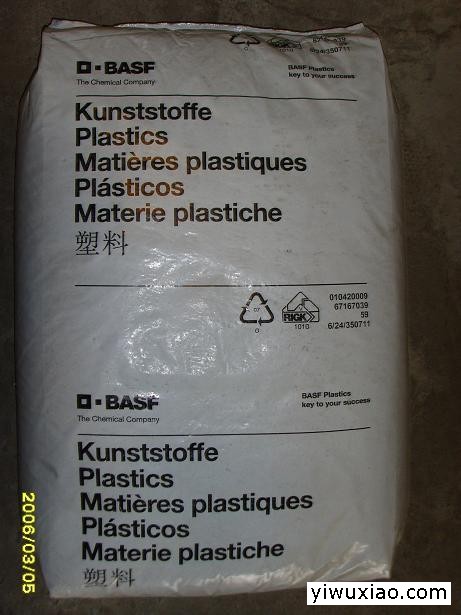 BASF
The Chemical Company
BASF Plastics
key to your success
Kunststoffe
Plastics
Matières plastiques
Plásticos
Materie plastiche
塑料
010420009
67167039
59
6/24/350711
07
O
RIGK
1010
BASF
The Chemical Company
BASF Plastics
key to your success
Kunststoffe
Plastics
Matières plastiques
Plásticos
Materie plastiche
塑料
2006/03/05
yiwuxiao.com